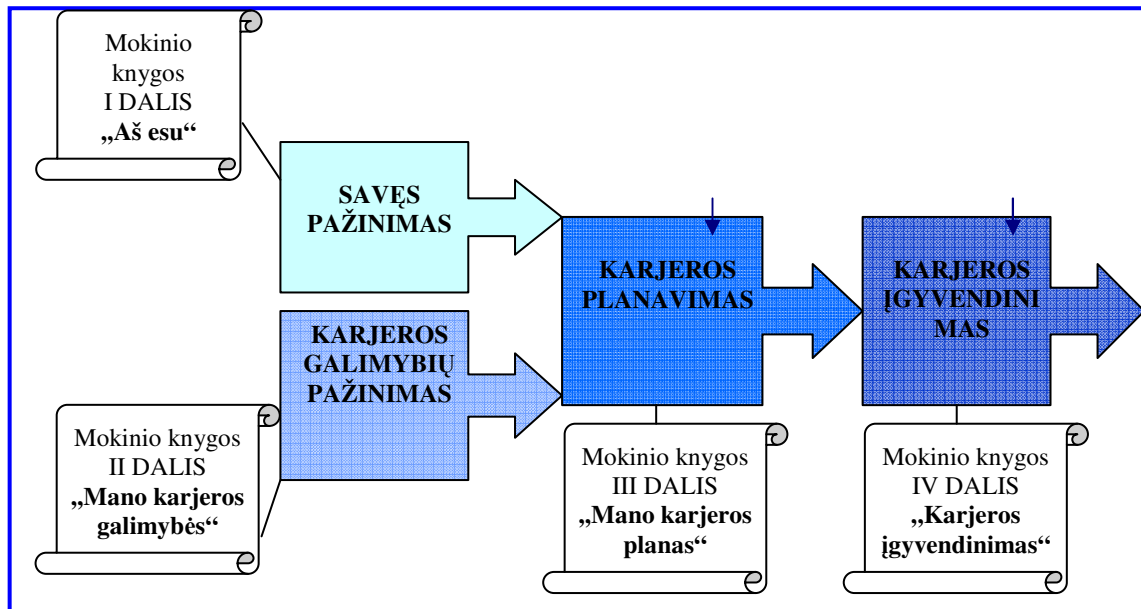 Mokinio
knygos
I DALIS
„Aš esu“
SAVĘS
PAŽINIMAS
KARJEROS
GALIMYBIŲ
PAŽINIMAS
Mokinio knygos
II DALIS
„Mano karjeros
galimybės“
KARJEROS
PLANAVIMAS
Mokinio knygos
III DALIS
„Mano karjeros
planas“
KARJEROS
ĮGYVENDINI
MAS
Mokinio knygos
IV DALIS
„Karjeros
įgyvendinimas“